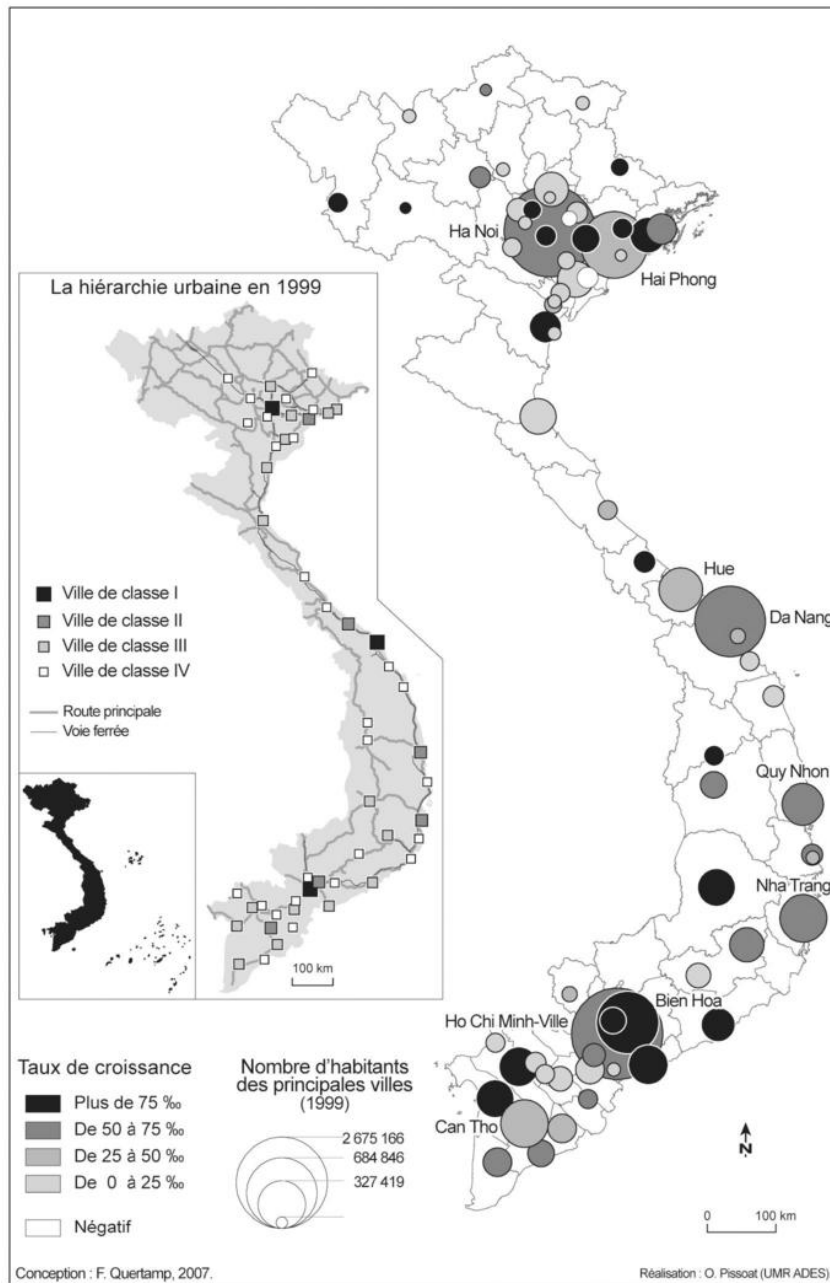 Ha Noi
Hai Phong
La hiérarchie urbaine en 1999
Ville de classe I
Ville de classe II
Ville de classe III
Ville de classe IV
Route principale
Voie ferrée
100 km
Hue
Da Nang
Quy Nhon
Nha Trang
Bien Hoa
Ho Chi Minh-Ville
Can Tho
Taux de croissance
Plus de 75 ‰
De 50 à 75 ‰
De 25 à 50 ‰
De 0 à 25 ‰
Négatif
Nombre d'habitants
des principales villes
(1999)
2 675 166
684 846
327 419
N
0 100 km
Conception : F. Quertamp, 2007.
Réalisation : O. Pissoat (UMR ADES)